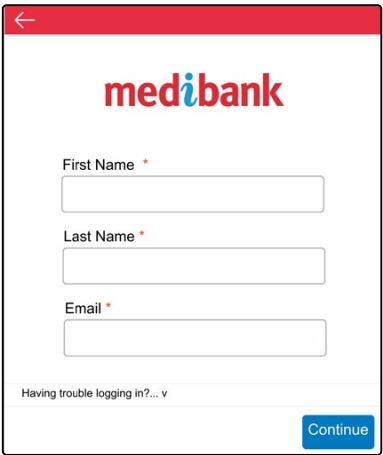 medibank
First Name *
Last Name *
Email *
Having trouble logging in?... v
Continue